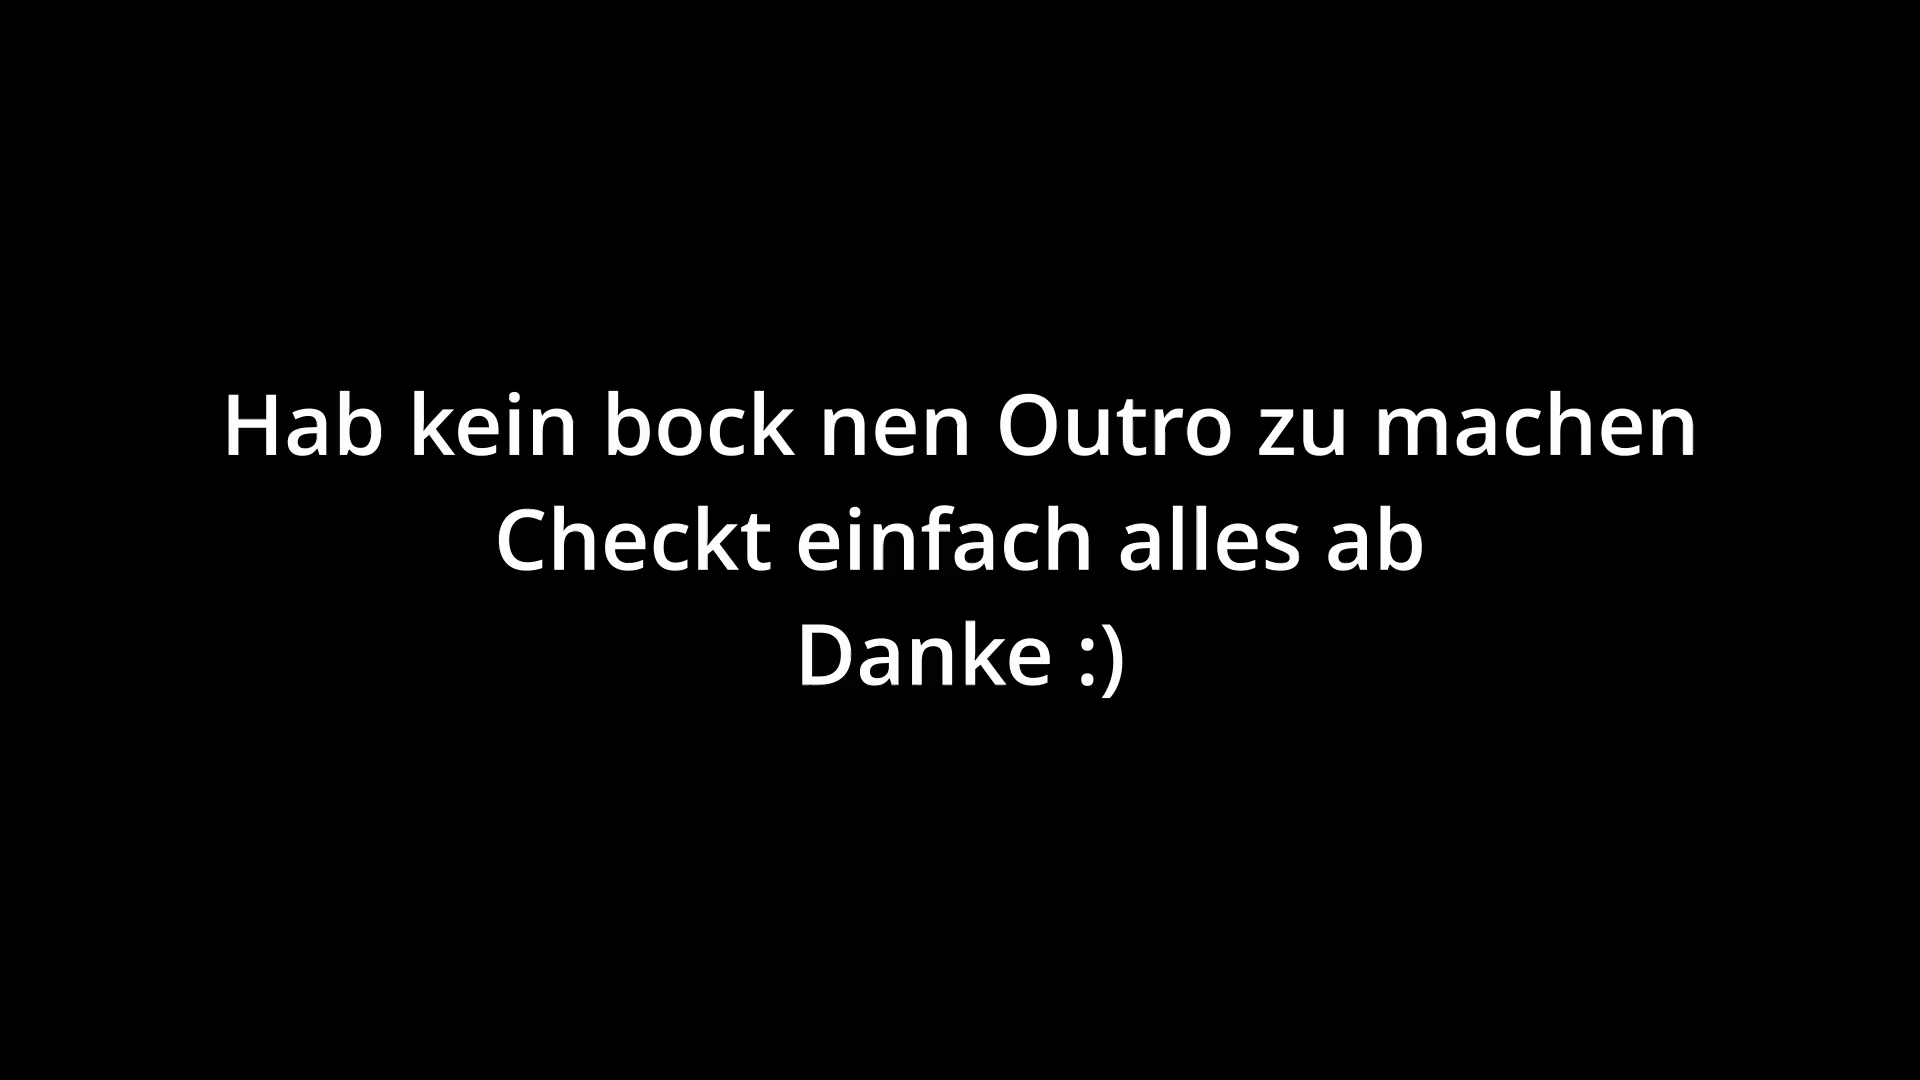 Hab kein bock nen Outro zu machen
Checkt einfach alles ab
Danke :)